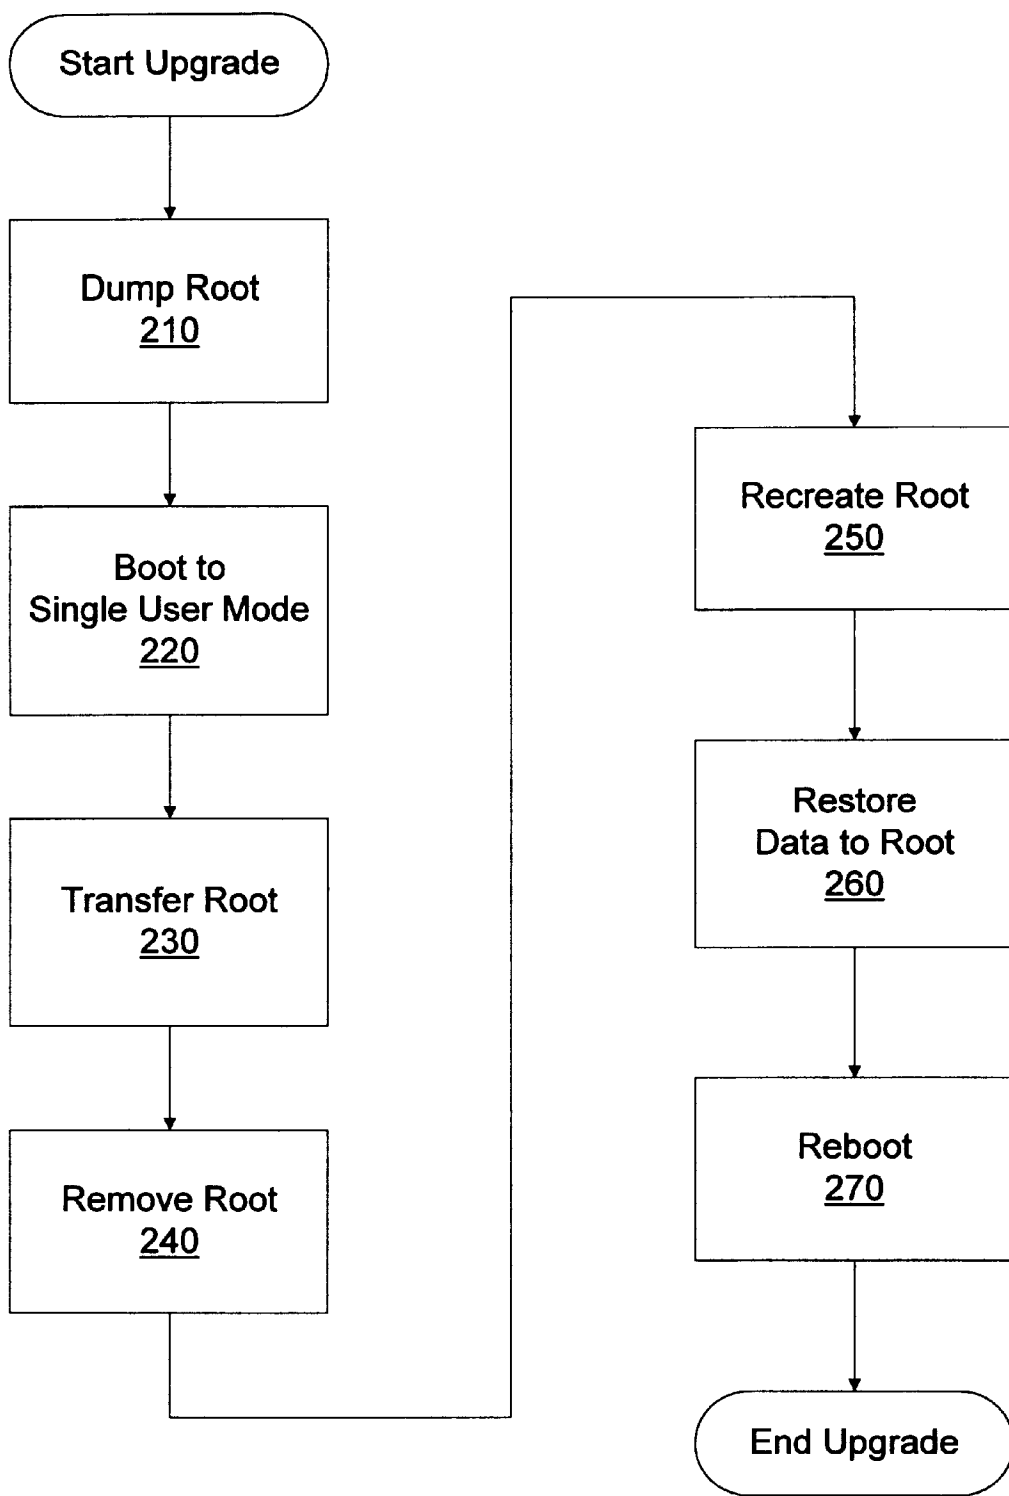 Start Upgrade
Dump Root
210
Boot to
Single User Mode
220
Transfer Root
230
Remove Root
240
Recreate Root
250
Restore
Data to Root
260
Reboot
270
End Upgrade